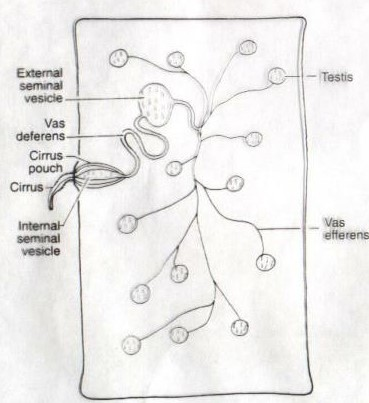 External
seminal
vesicle
Vas
deferens
Cirrus
pouch
Cirrus
Internal
seminal
vesicle
Testis
Vas
efferens